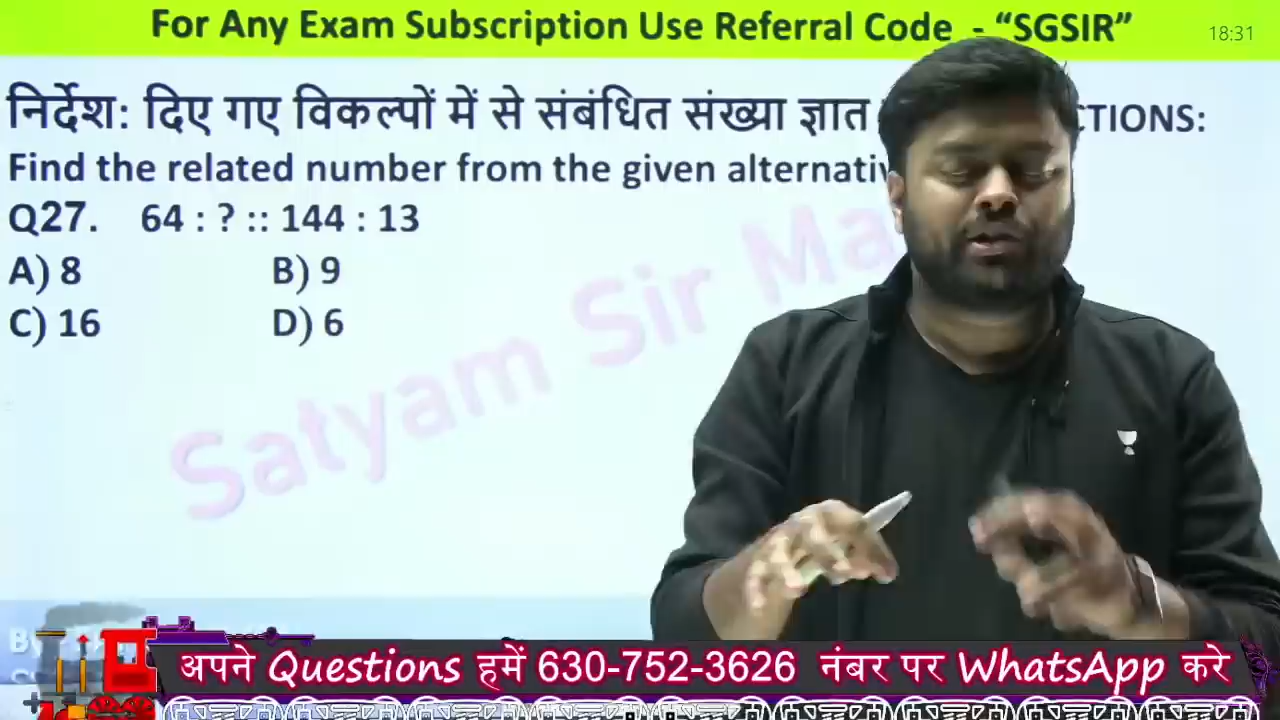 For Any Exam Subscription Use Referral Code - “SGSIR”
18:31
निर्देश: दिए गए विकल्पों में से संबंधित संख्या ज्ञात CTIONS:
Find the related number from the given
Q27. 64 : ? :: 144 : 13
A) 8 B) 9
C) 16 D) 6
Satyam Sir Ma
अपने Questions हमें 630-752-3626 नंबर पर WhatsApp करे